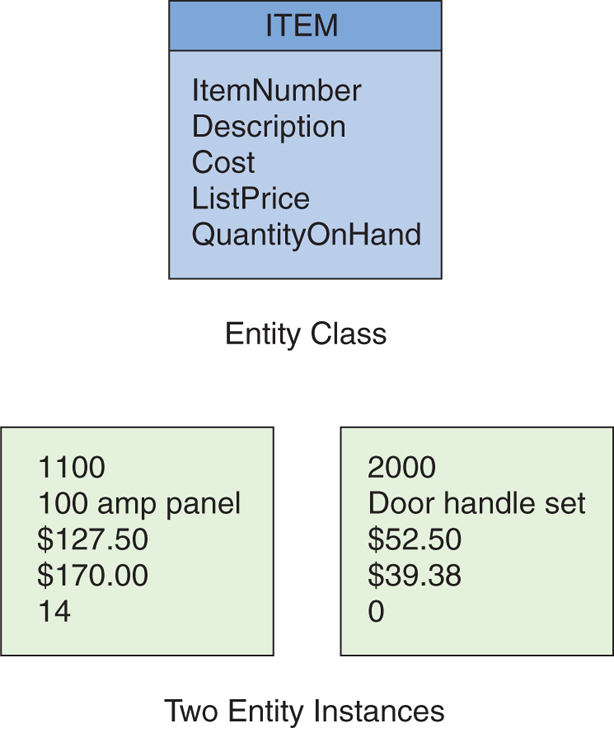 ITEM
ItemNumber
Description
Cost
ListPrice
QuantityOnHand
Entity Class
1100
100 amp panel
$127.50
$170.00
14
2000
Door handle set
$52.50
$39.38
0
Two Entity Instances